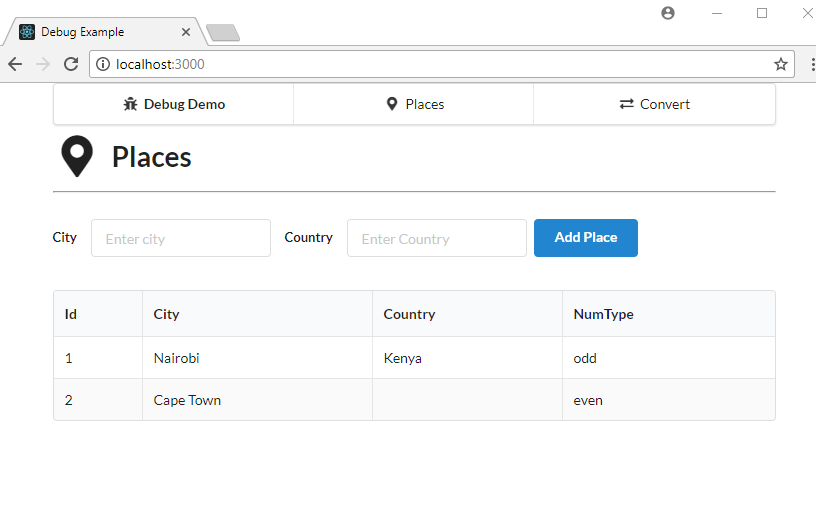 Debug Example
localhost:3000
Debug Demo Places Convert
Places
City Enter city Country Enter Country Add Place
Id City Country NumType
1 Nairobi Kenya odd
2 Cape Town even